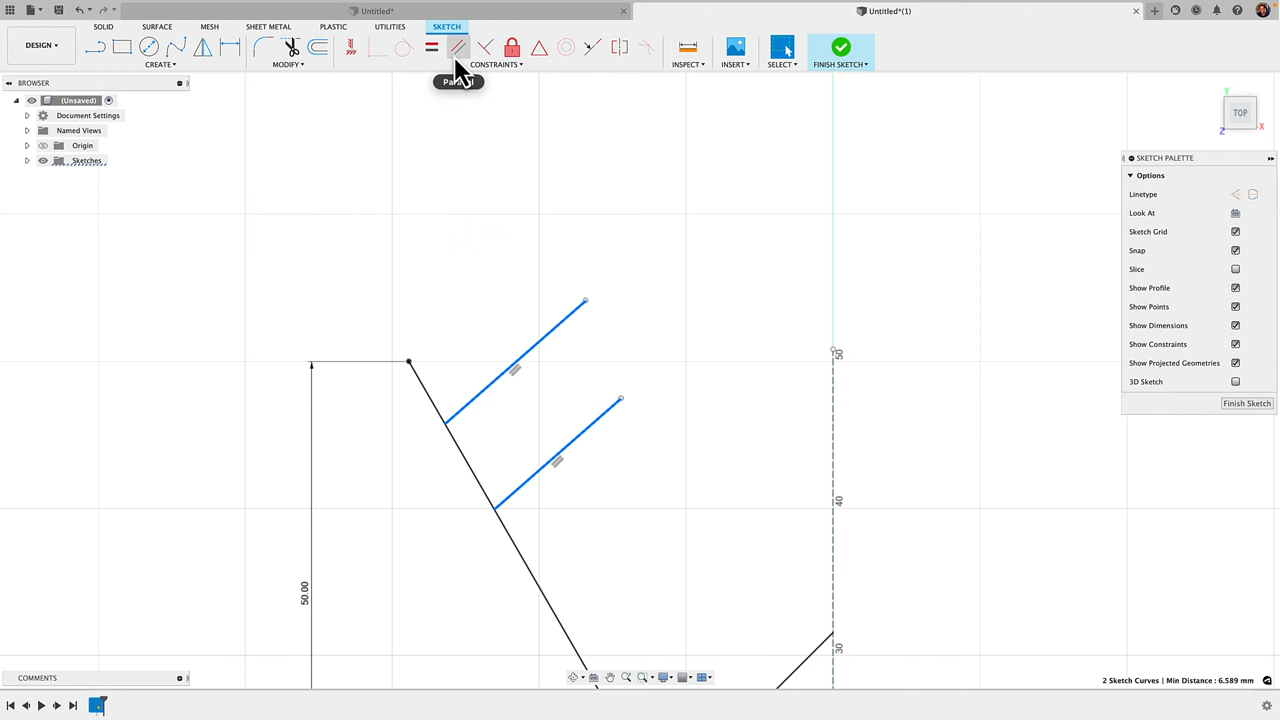 Untitled*
Untitled*(1)
SOLID
SURFACE
MESH
SHEET METAL
PLASTIC
UTILITIES
SKETCH
DESIGN
CREATE
MODIFY
CONSTRAINTS
INSPECT
INSERT
SELECT
FINISH SKETCH
BROWSER
(Unsaved)
Document Settings
Named Views
Origin
Sketches
TOP
Y
X
Z
SKETCH PALETTE
Options
Linetype
Look At
Sketch Grid
Snap
Slice
Show Profile
Show Points
Show Dimensions
Show Constraints
Show Projected Geometries
3D Sketch
Finish Sketch
50
40
30
50.00
COMMENTS
2 Sketch Curves | Min Distance : 6.589 mm